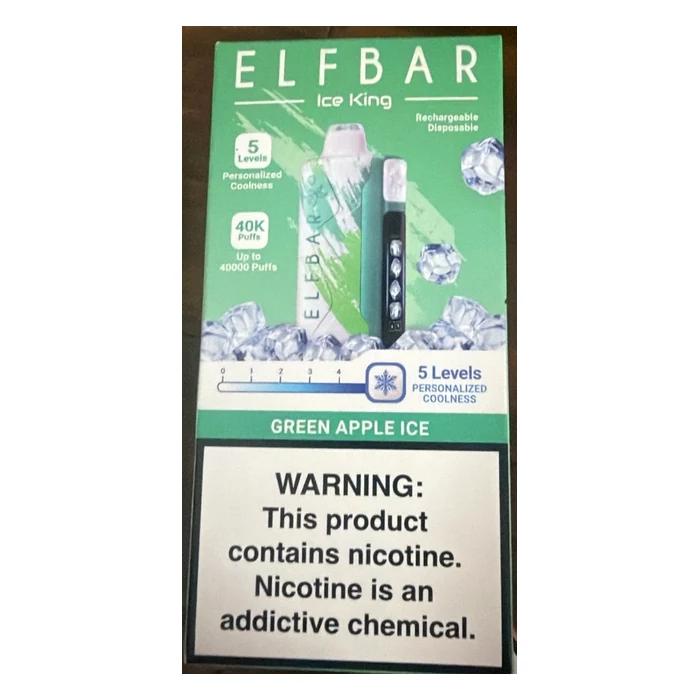 ELFBAR
Ice King
Rechargeable
Disposable
5
Levels
Personalized
Coolness
40K
Puffs
Up to
40000 Puffs
ELFBAR
0 1 2 3 4
5 Levels
PERSONALIZED
COOLNESS
GREEN APPLE ICE
WARNING:
This product
contains nicotine.
Nicotine is an
addictive chemical.